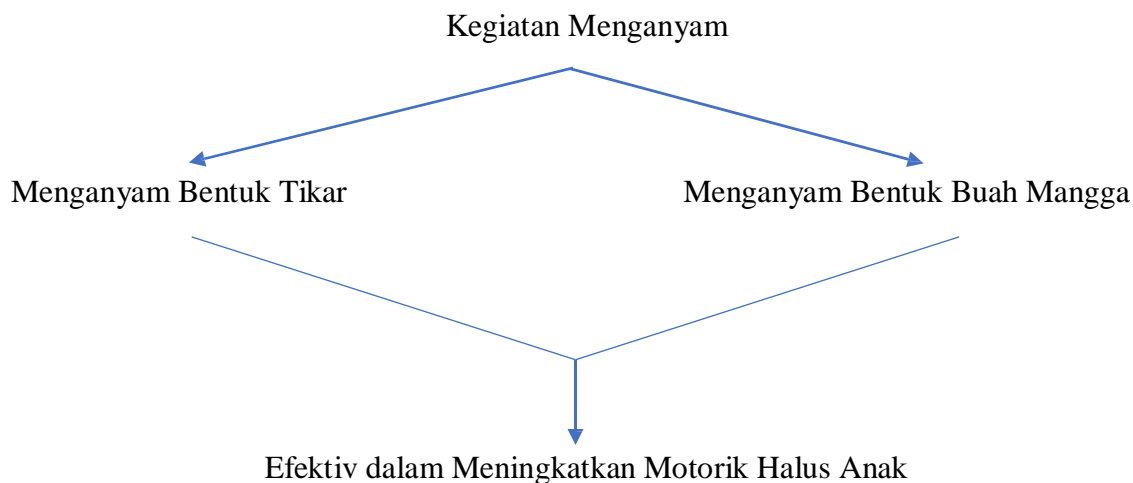 Kegiatan Menganyam
Menganyam Bentuk Tikar
Menganyam Bentuk Buah Mangga
Efektiv dalam Meningkatkan Motorik Halus Anak